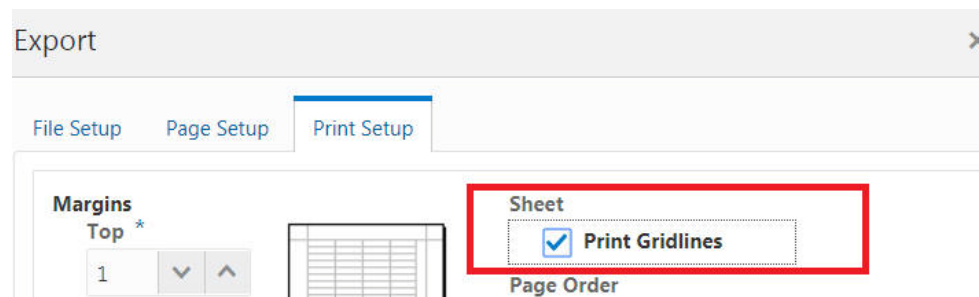 Export
File Setup Page Setup Print Setup
Margins
Top *
1
Sheet
Print Gridlines
Page Order